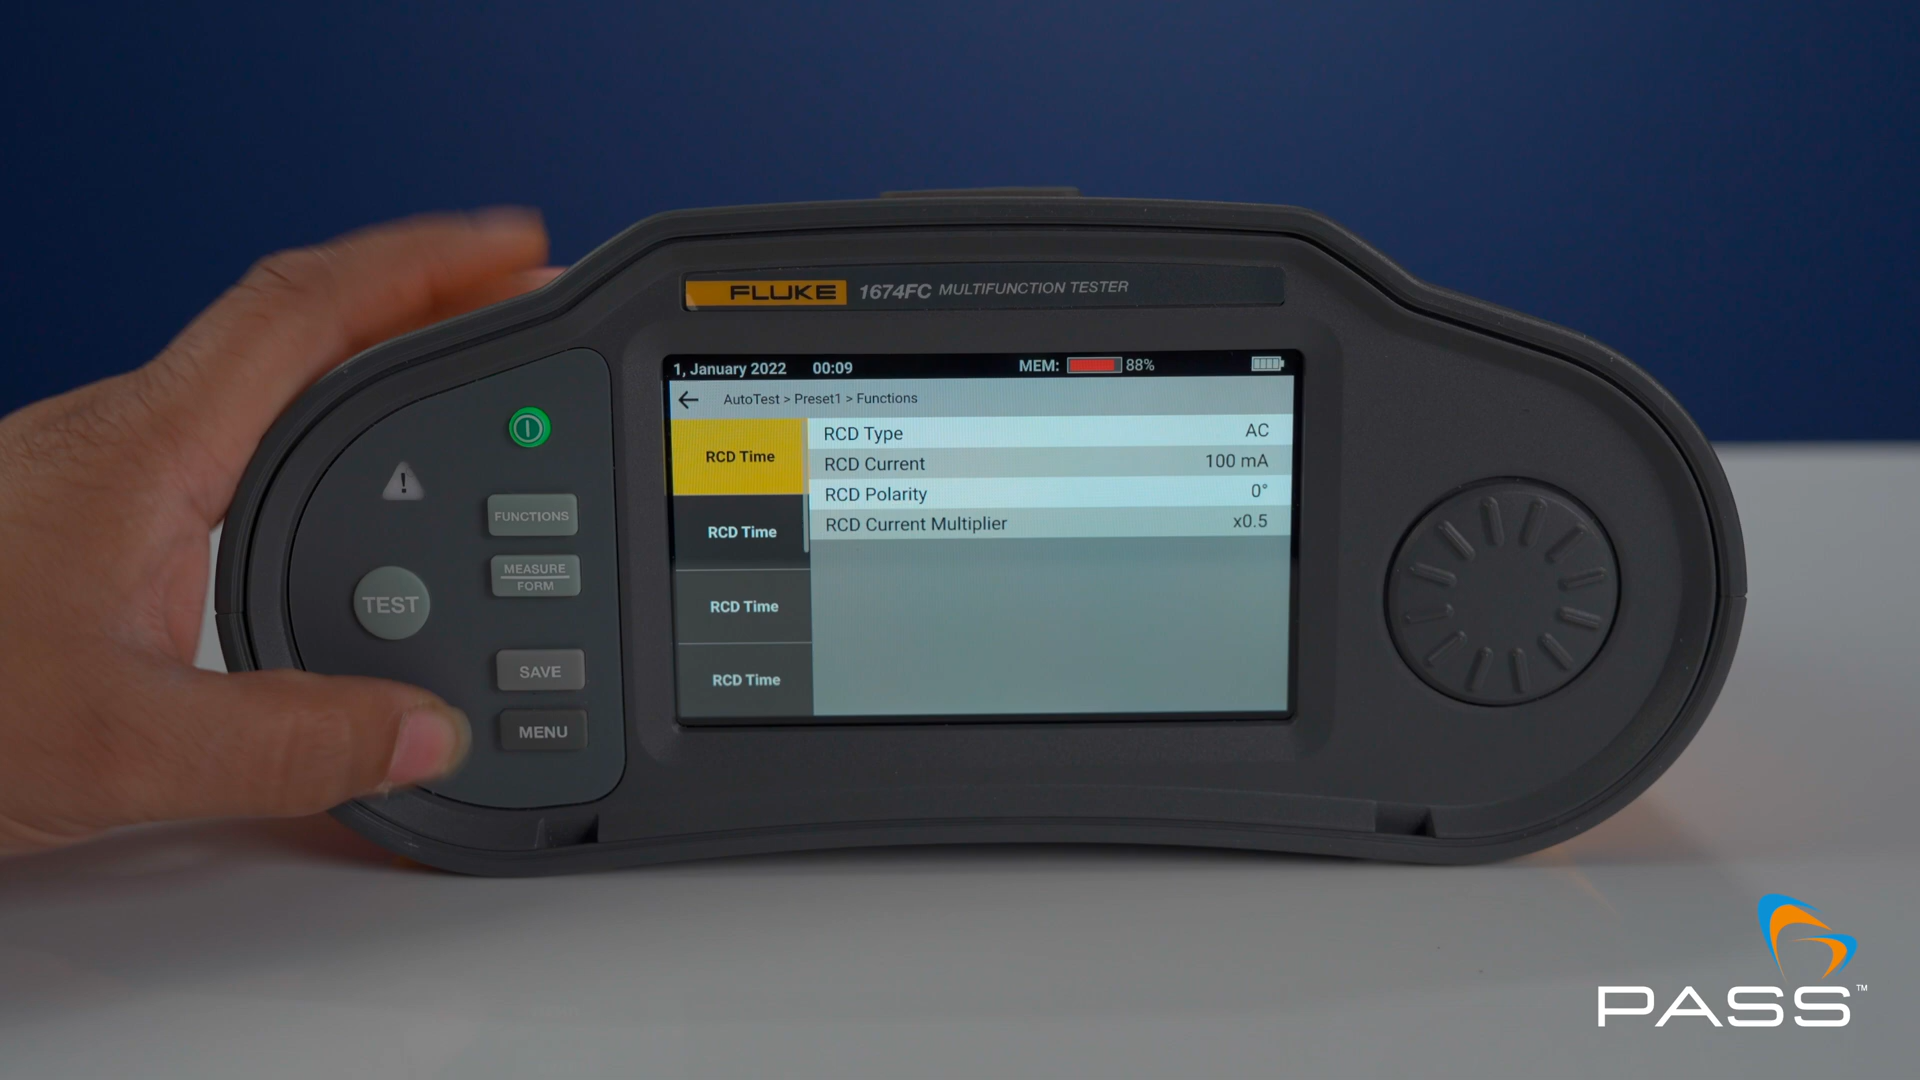 FLUKE 1674FC MULTIFUNCTION TESTER
1, January 2022 00:09 MEM: 88%
AutoTest > Preset1 > Functions
RCD Time
RCD Time
RCD Time
RCD Time
RCD Type AC
RCD Current 100 mA
RCD Polarity 0°
RCD Current Multiplier x0.5
!
FUNCTIONS
MEASURE
FORM
TEST
SAVE
MENU
PASS™